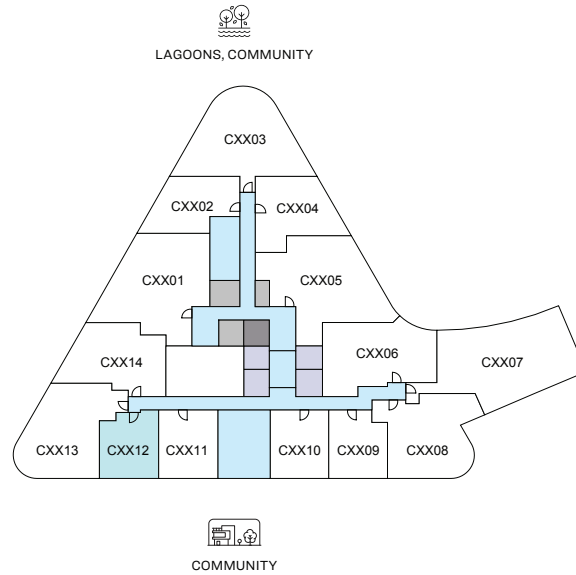 LAGOONS, COMMUNITY
CXX03
CXX02
CXX04
CXX01
CXX05
CXX14
CXX06
CXX07
CXX13
CXX12
CXX11
CXX10
CXX09
CXX08
COMMUNITY